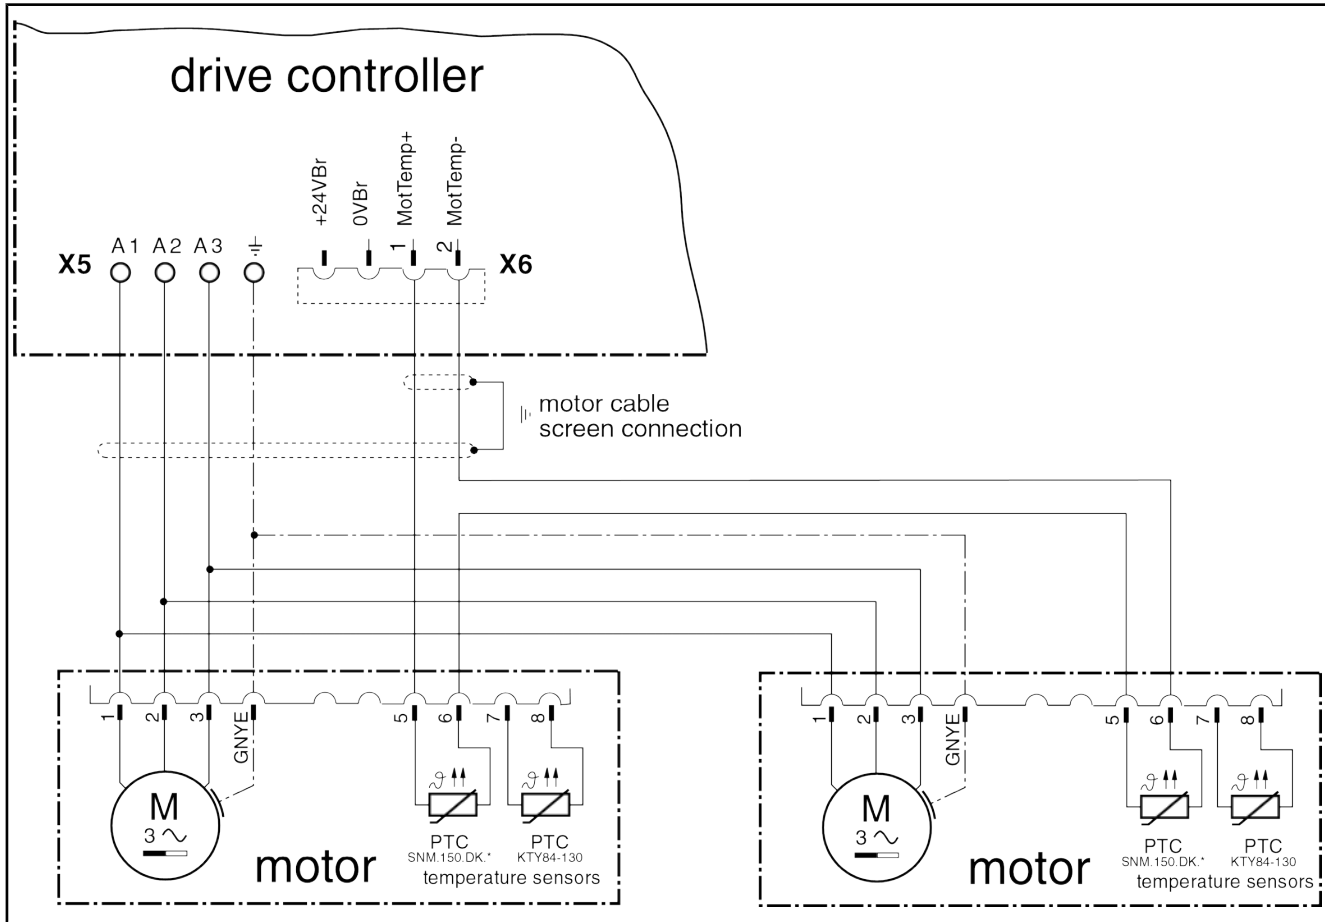 drive controller
+24VBr
0VBr
MotTemp+
MotTemp-
1
2
X5
A1
A2
A3
X6
motor cable
screen connection
1
2
3
GNYE
5
6
7
8
M
3
ϑ
ϑ
PTC
SNM.150.DK.*
PTC
KTY84-130
temperature sensors
motor
1
2
3
GNYE
5
6
7
8
M
3
ϑ
ϑ
PTC
SNM.150.DK.*
PTC
KTY84-130
temperature sensors
motor